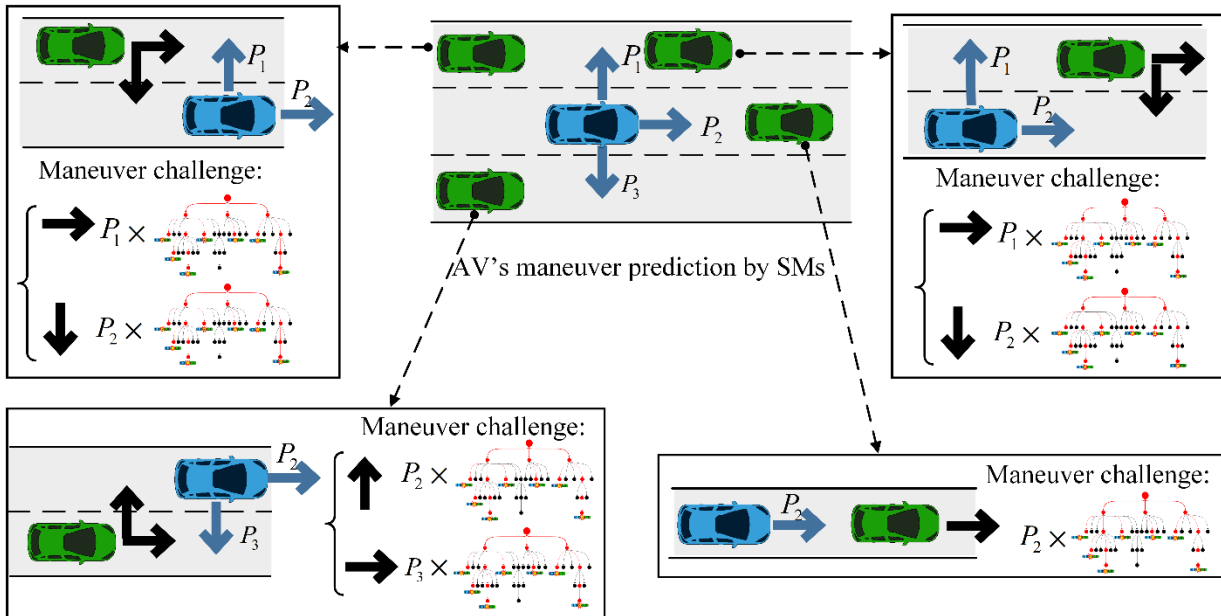 P₁
P₂
Maneuver challenge:
P₁ ×
P₂ ×
P₁
P₂
P₃
AV's maneuver prediction by SMs
P₁
P₂
Maneuver challenge:
P₁ ×
P₂ ×
P₂
P₃
Maneuver challenge:
P₂ ×
P₃ ×
P₂
Maneuver challenge:
P₂ ×